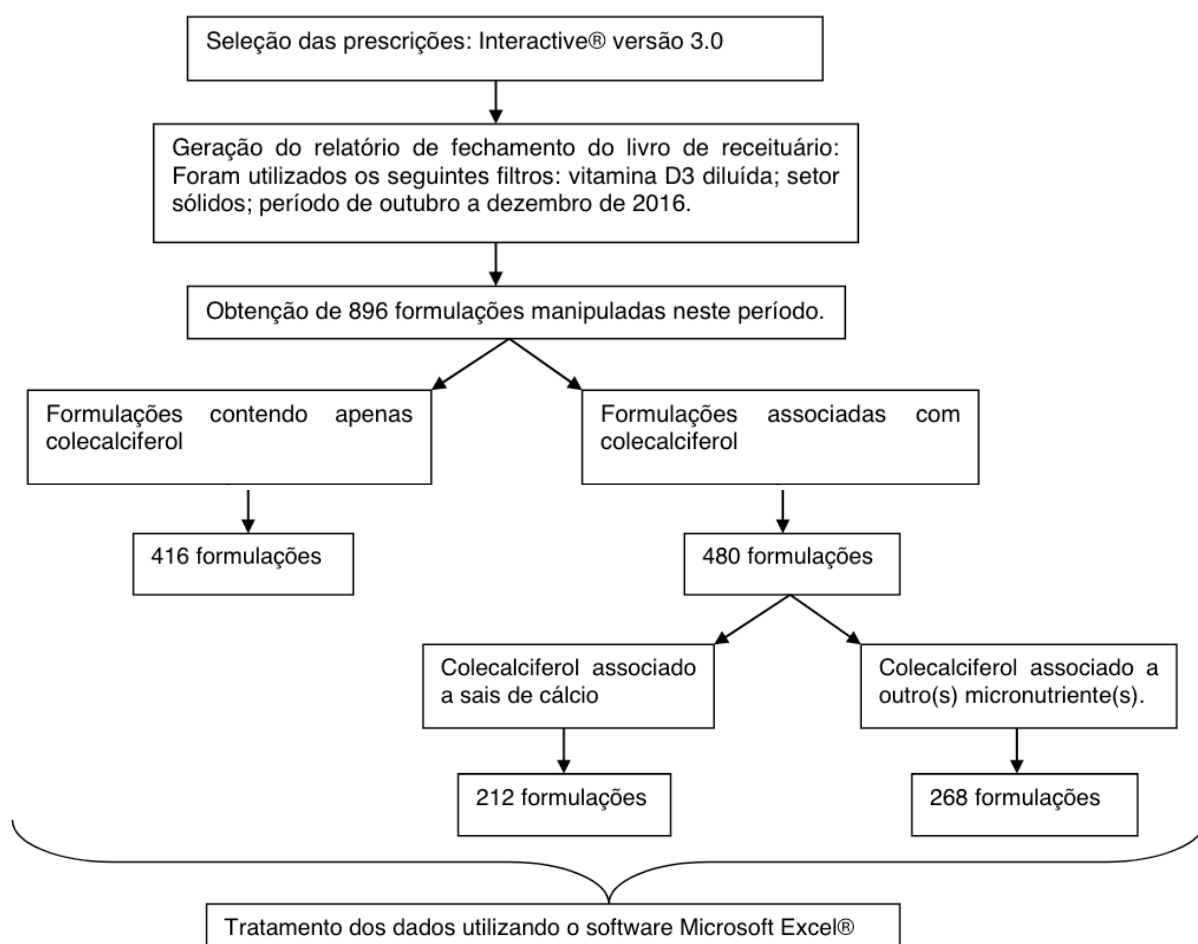 Seleção das prescrições: Interactive® versão 3.0
Geração do relatório de fechamento do livro de receituário:
Foram utilizados os seguintes filtros: vitamina D3 diluída; setor
sólidos; período de outubro a dezembro de 2016.
Obtenção de 896 formulações manipuladas neste período.
Formulações contendo apenas
colecalciferol
Formulações associadas com
colecalciferol
416 formulações
480 formulações
Colecalciferol associado
a sais de cálcio
Colecalciferol associado a
outro(s) micronutriente(s).
212 formulações
268 formulações
Tratamento dos dados utilizando o software Microsoft Excel®